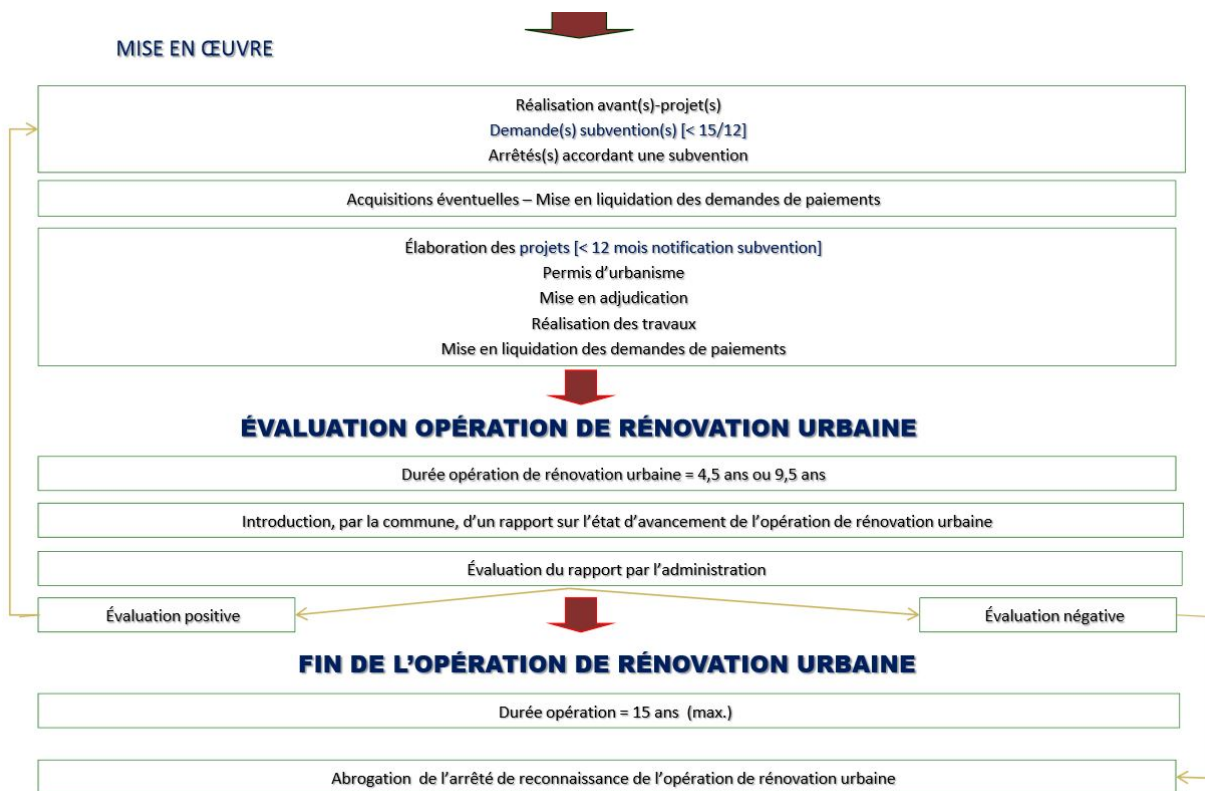 MISE EN ŒUVRE
Réalisation avant(s)-projet(s)
Demande(s) subvention(s) [< 15/12]
Arrêtés(s) accordant une subvention
Acquisitions éventuelles – Mise en liquidation des demandes de paiements
Élaboration des projets [< 12 mois notification subvention]
Permis d'urbanisme
Mise en adjudication
Réalisation des travaux
Mise en liquidation des demandes de paiements
ÉVALUATION OPÉRATION DE RÉNOVATION URBAINE
Durée opération de rénovation urbaine = 4,5 ans ou 9,5 ans
Introduction, par la commune, d'un rapport sur l'état d'avancement de l'opération de rénovation urbaine
Évaluation du rapport par l'administration
Évaluation positive
Évaluation négative
FIN DE L'OPÉRATION DE RÉNOVATION URBAINE
Durée opération = 15 ans (max.)
Abrogation de l'arrêté de reconnaissance de l'opération de rénovation urbaine